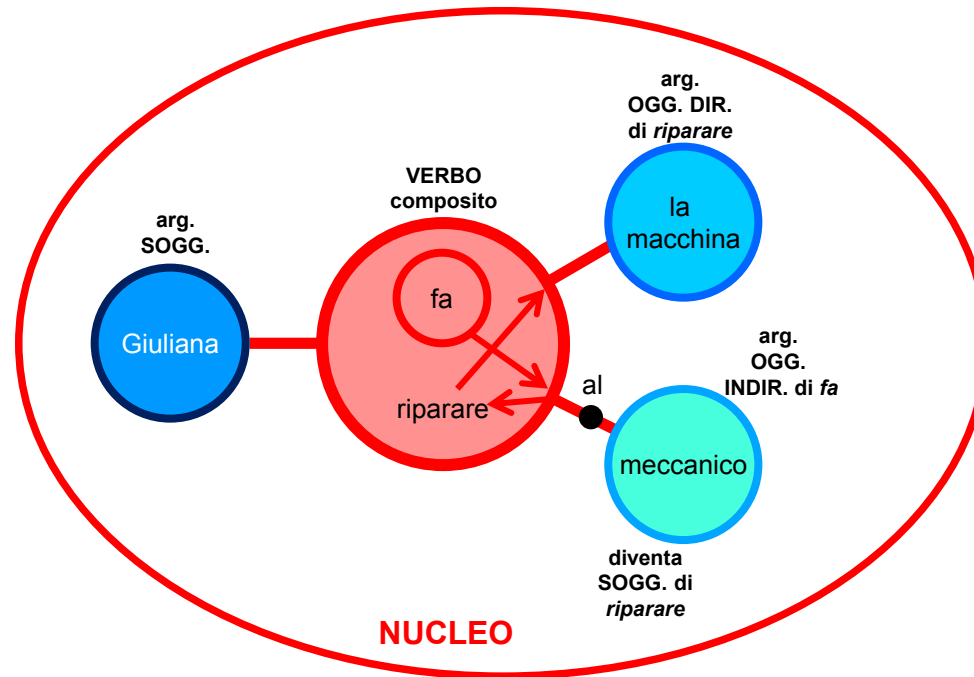 arg.
SOGG.
Giuliana
VERBO
composito
fa
riparare
arg.
OGG. DIR.
di riparare
la
macchina
al
arg.
OGG.
INDIR. di fa
meccanico
diventa
SOGG. di
riparare
NUCLEO